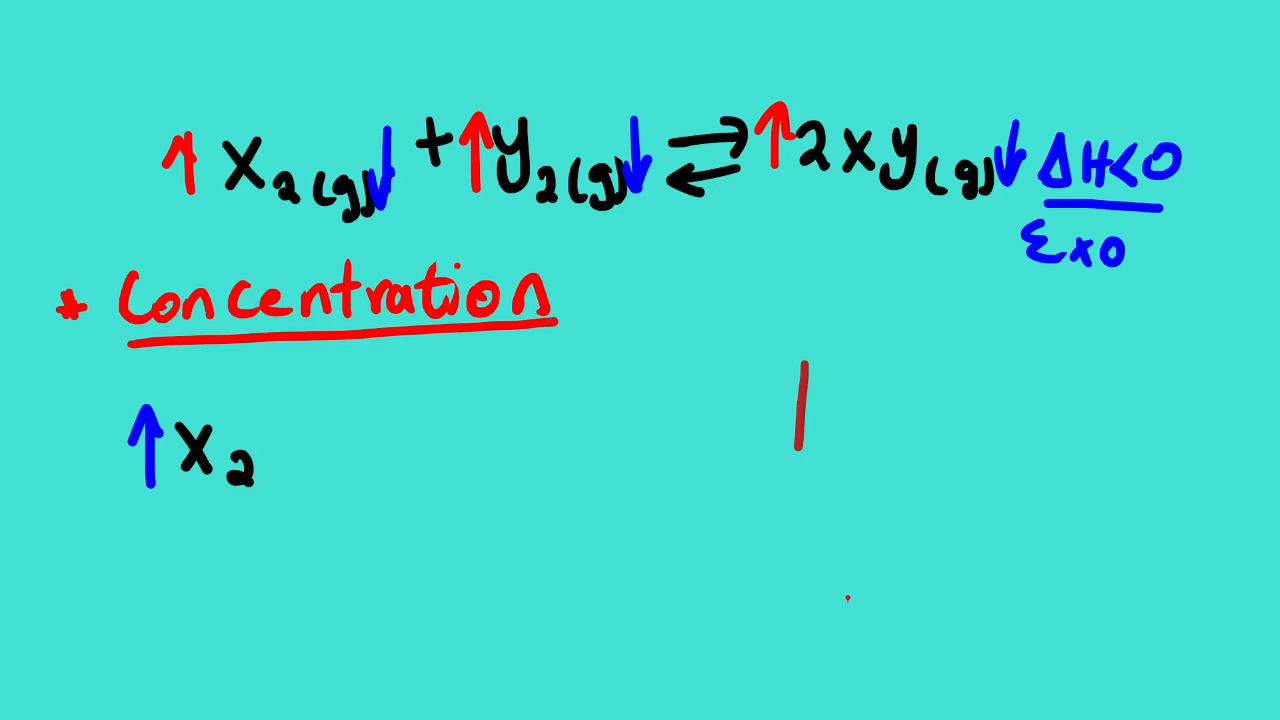 ↑ X₂(g) ↓ + ↑ y₂(g) ↓ ⇌ ↑ 2xy(g) ↓ ΔH<0
Exo
* Concentration
↑ X₂